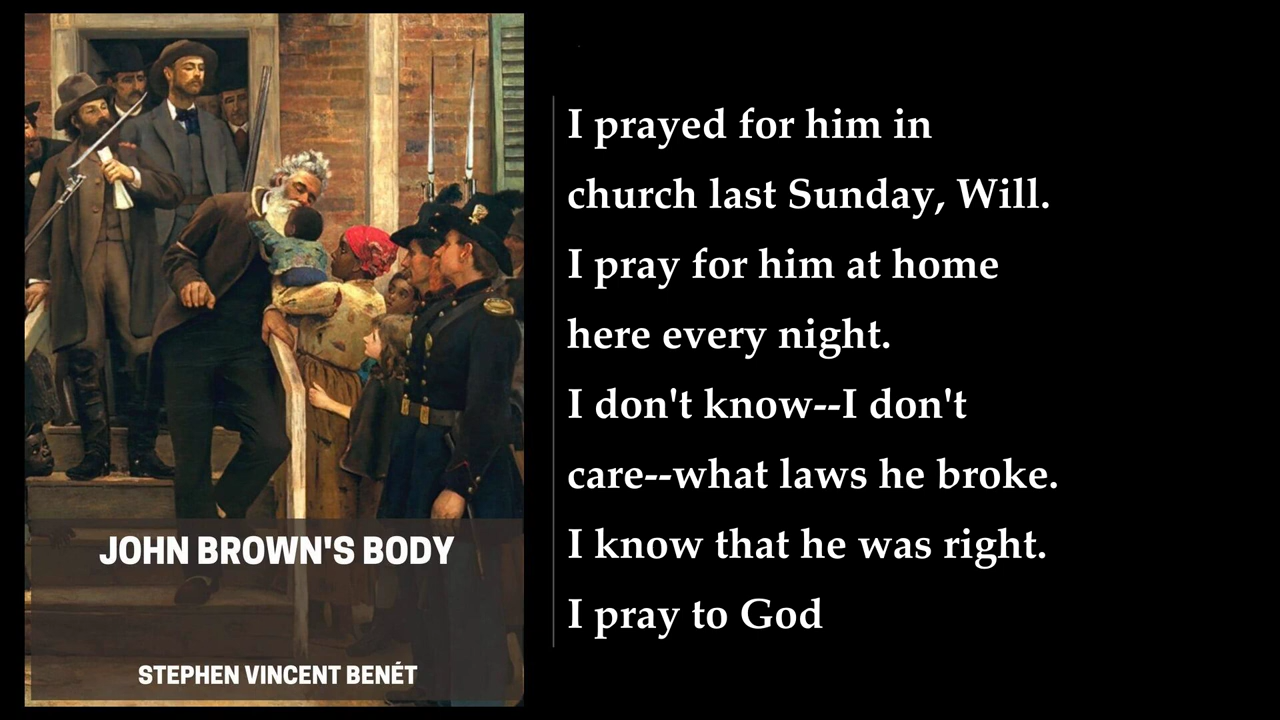 JOHN BROWN'S BODY
STEPHEN VINCENT BENÉT
I prayed for him in
church last Sunday, Will.
I pray for him at home
here every night.
I don't know--I don't
care--what laws he broke.
I know that he was right.
I pray to God